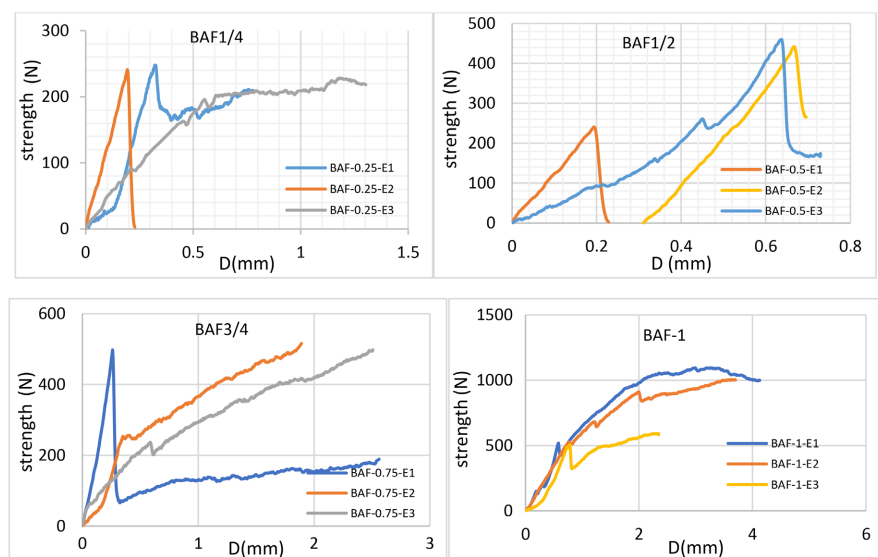 BAF1/4
strength (N)
300
200
100
0
0
0.5
1
1.5
D(mm)
BAF-0.25-E1
BAF-0.25-E2
BAF-0.25-E3
BAF1/2
strength (N)
500
400
300
200
100
0
0
0.2
0.4
0.6
0.8
D (mm)
BAF-0.5-E1
BAF-0.5-E2
BAF-0.5-E3
BAF3/4
strength (N)
600
400
200
0
0
1
2
3
D(mm)
BAF-0.75-E1
BAF-0.75-E2
BAF-0.75-E3
BAF-1
strength (N)
1500
1000
500
0
0
2
4
6
D(mm)
BAF-1-E1
BAF-1-E2
BAF-1-E3